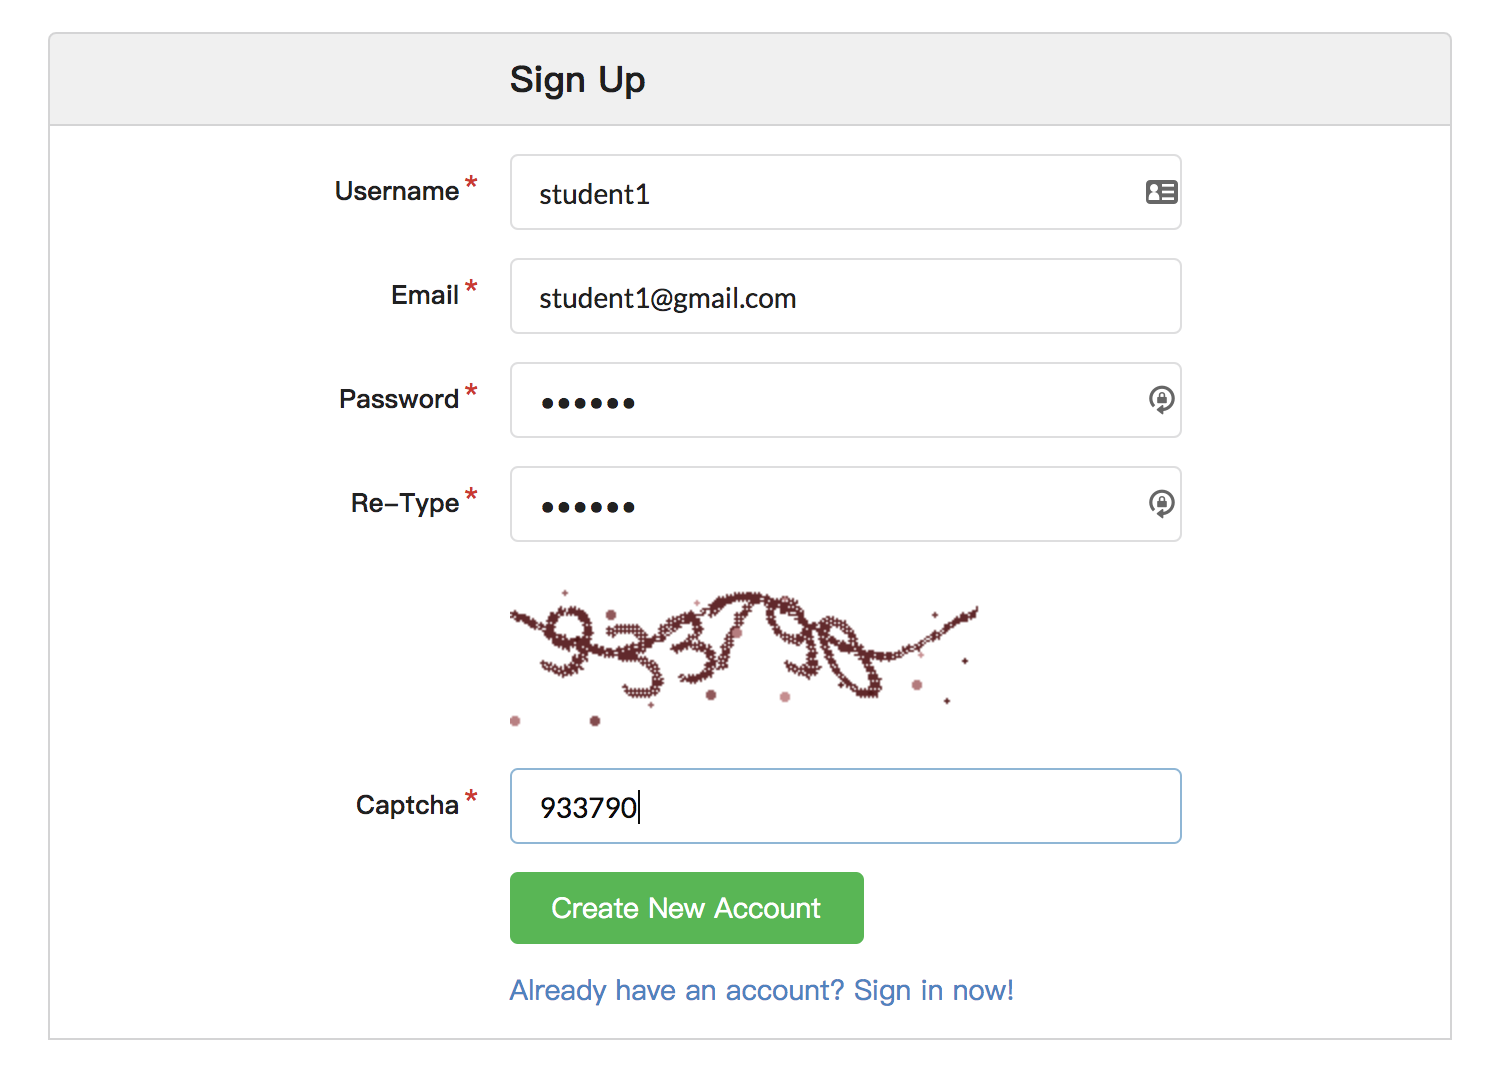 Sign Up
Username *
student1
Email *
student1@gmail.com
Password *
••••••
Re-Type *
••••••
Captcha *
933790
Create New Account
Already have an account? Sign in now!